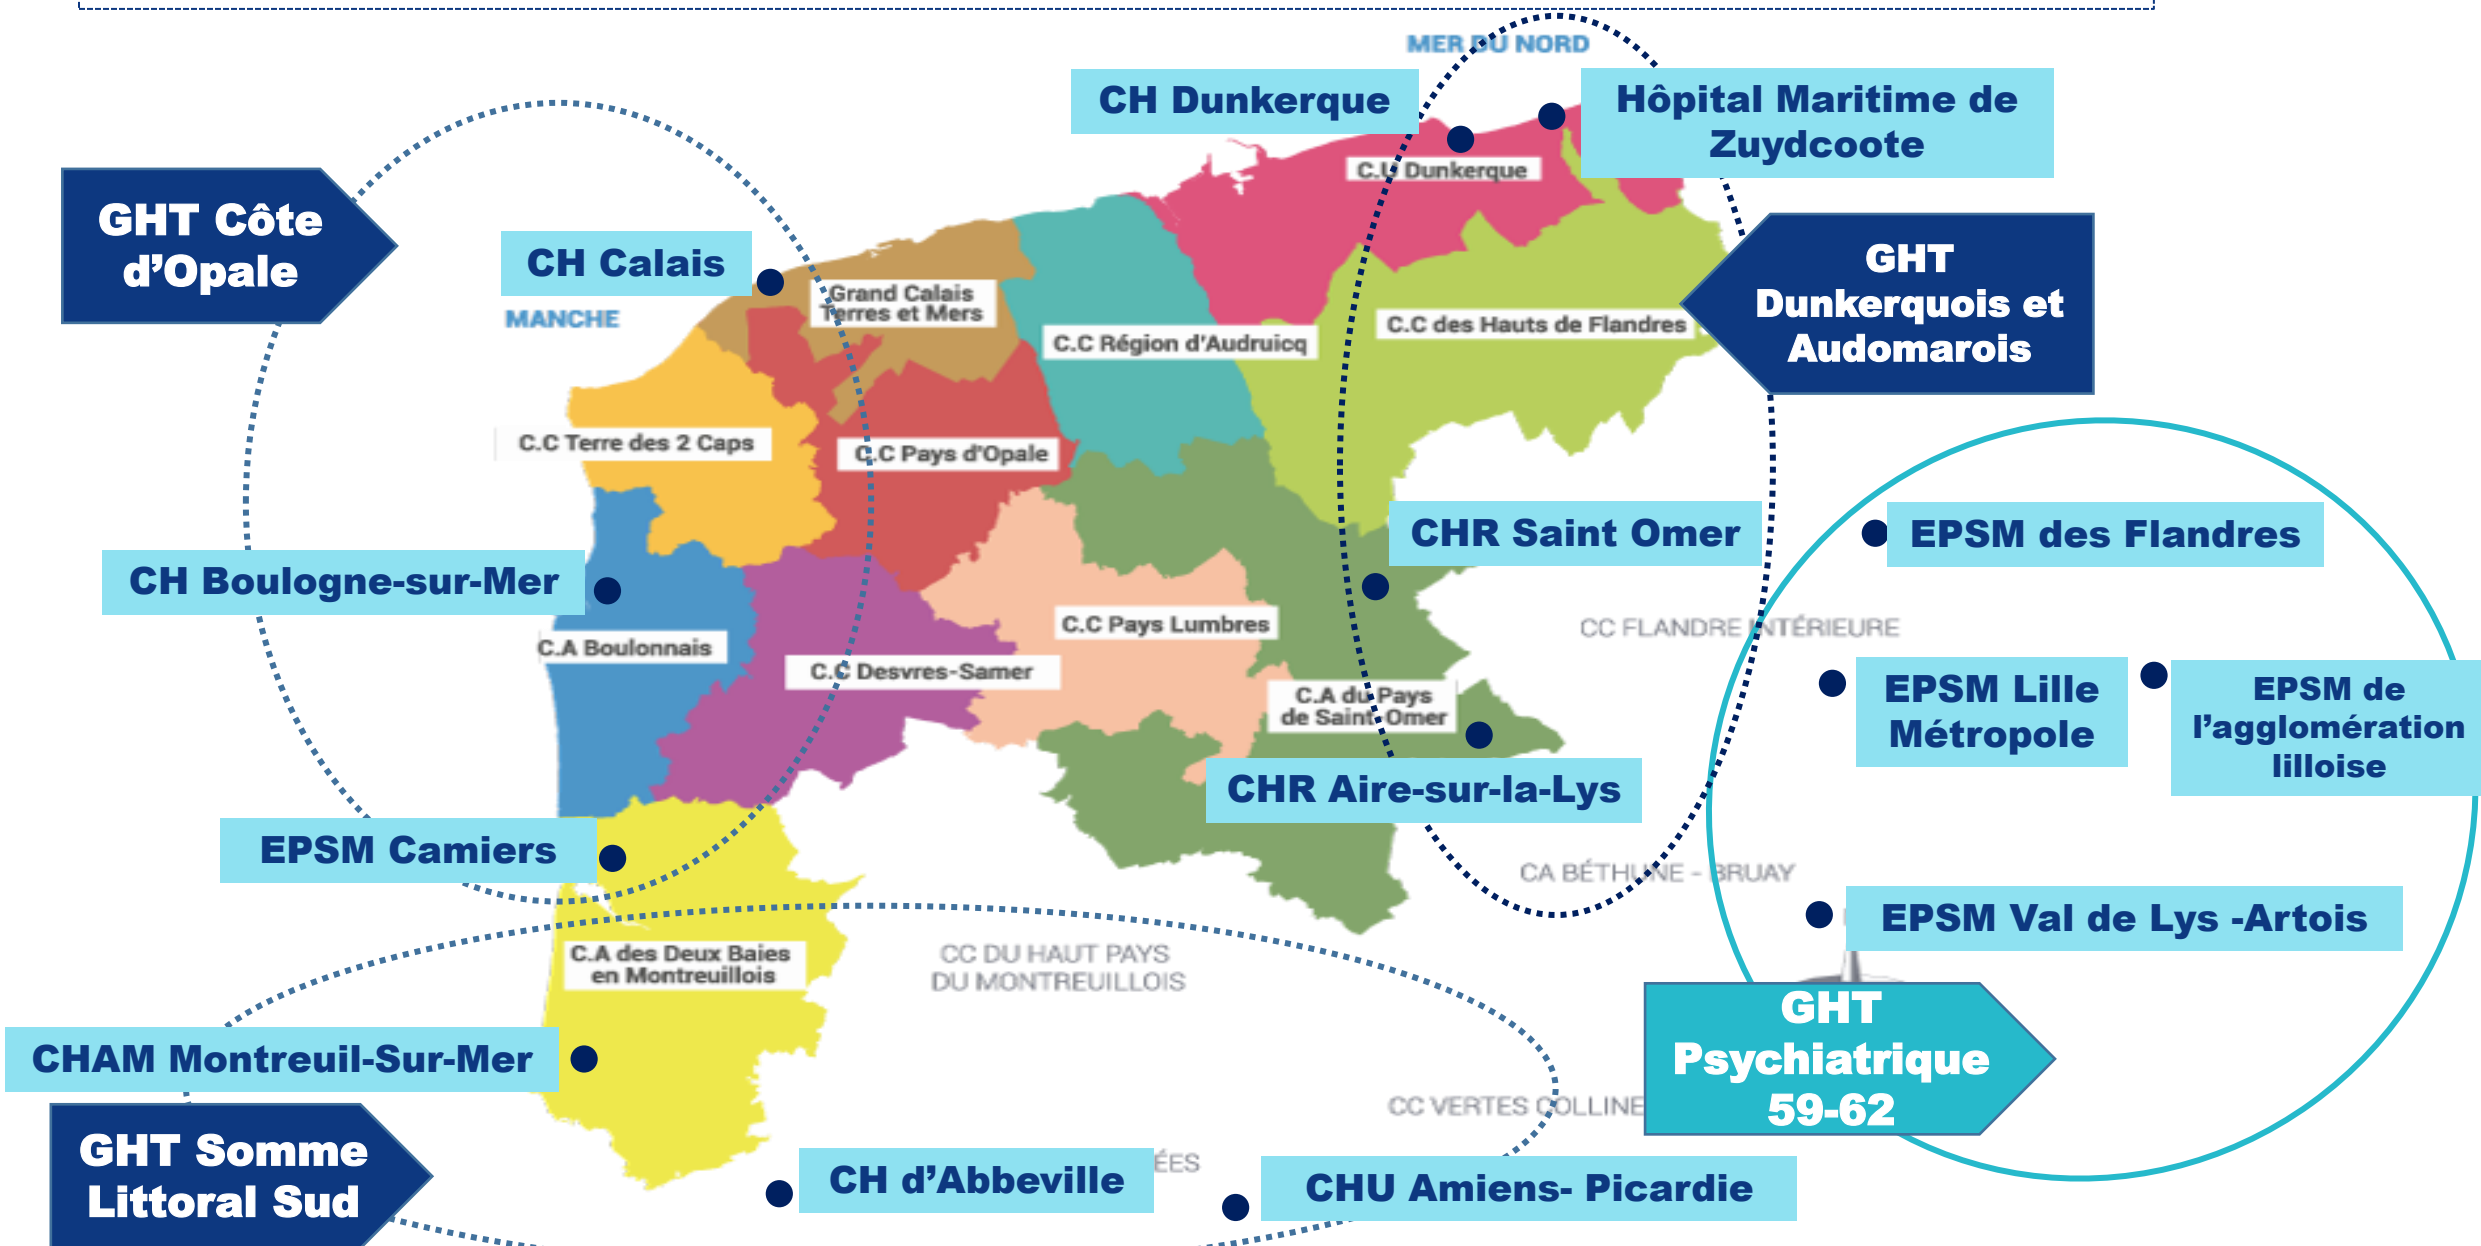 MER DU NORD
CH Dunkerque
Hôpital Maritime de
Zuydcoote
C.U Dunkerque
GHT Côte
d’Opale
CH Calais
MANCHE
Grand Calais
Terres et Mers
C.C Région d'Audruicq
C.C des Hauts de Flandres
GHT
Dunkerquois et
Audomarois
C.C Terre des 2 Caps
C.C Pays d'Opale
CHR Saint Omer
EPSM des Flandres
CH Boulogne-sur-Mer
C.A Boulonnais
C.C Pays Lumbres
CC FLANDRE INTÉRIEURE
C.C Desvres-Samer
C.A du Pays
de Saint-Omer
EPSM Lille
Métropole
EPSM de
l’agglomération
lilloise
CHR Aire-sur-la-Lys
EPSM Camiers
CA BÉTHUNE - BRUAY
EPSM Val de Lys -Artois
C.A des Deux Baies
en Montreuillois
CC DU HAUT PAYS
DU MONTREUILLOIS
CHAM Montreuil-Sur-Mer
GHT
Psychiatrique
59-62
CC VERTES COLLINE
GHT Somme
Littoral Sud
CH d’Abbeville
ÉES
CHU Amiens- Picardie